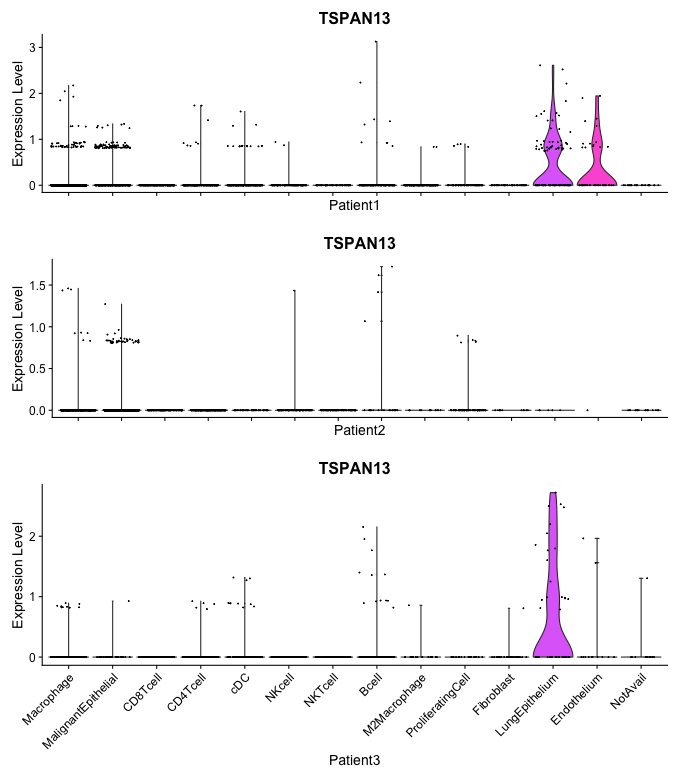 TSPAN13
Expression Level
3
2
1
0
Patient1
TSPAN13
Expression Level
1.5
1.0
0.5
0.0
Patient2
TSPAN13
Expression Level
2
1
0
Macrophage
MalignantEpithelial
CD8Tcell
CD4Tcell
cDC
NKcell
NKTcell
Bcell
M2Macrophage
ProliferatingCell
Fibroblast
LungEpithelium
Endothelium
NotAvail
Patient3